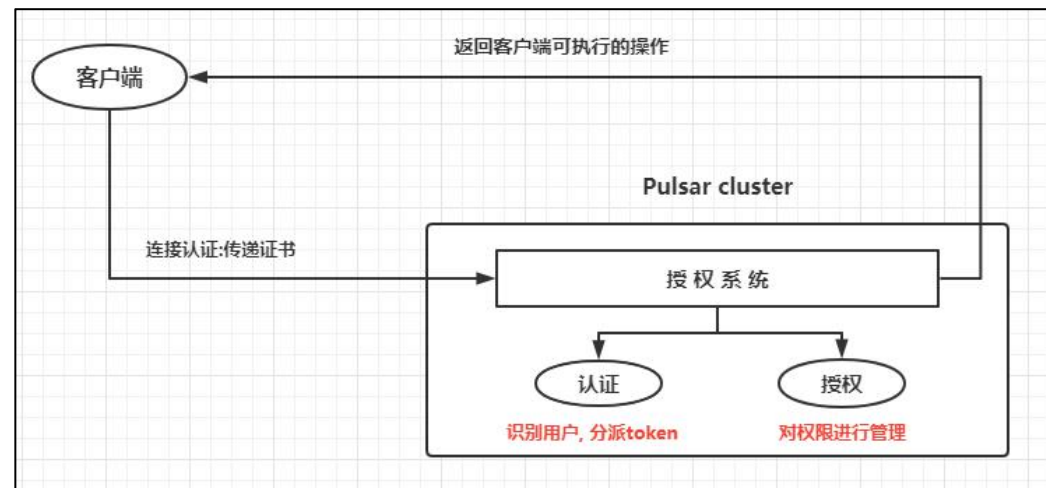 返回客户端可执行的操作
客户端
Pulsar cluster
连接认证:传递证书
授 权 系 统
认证
授权
识别用户, 分派token
对权限进行管理